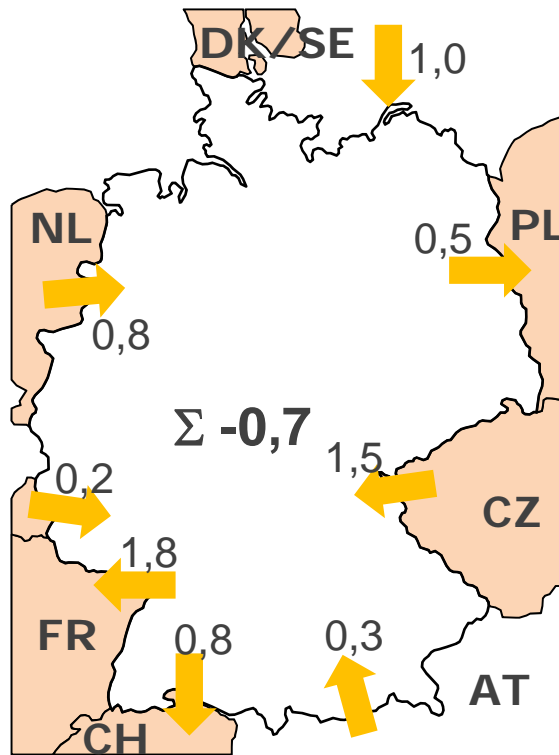 DK/SE
1,0
NL
PL
0,5
0,8
Σ -0,7
1,5
0,2
CZ
1,8
FR
0,8
0,3
AT
CH